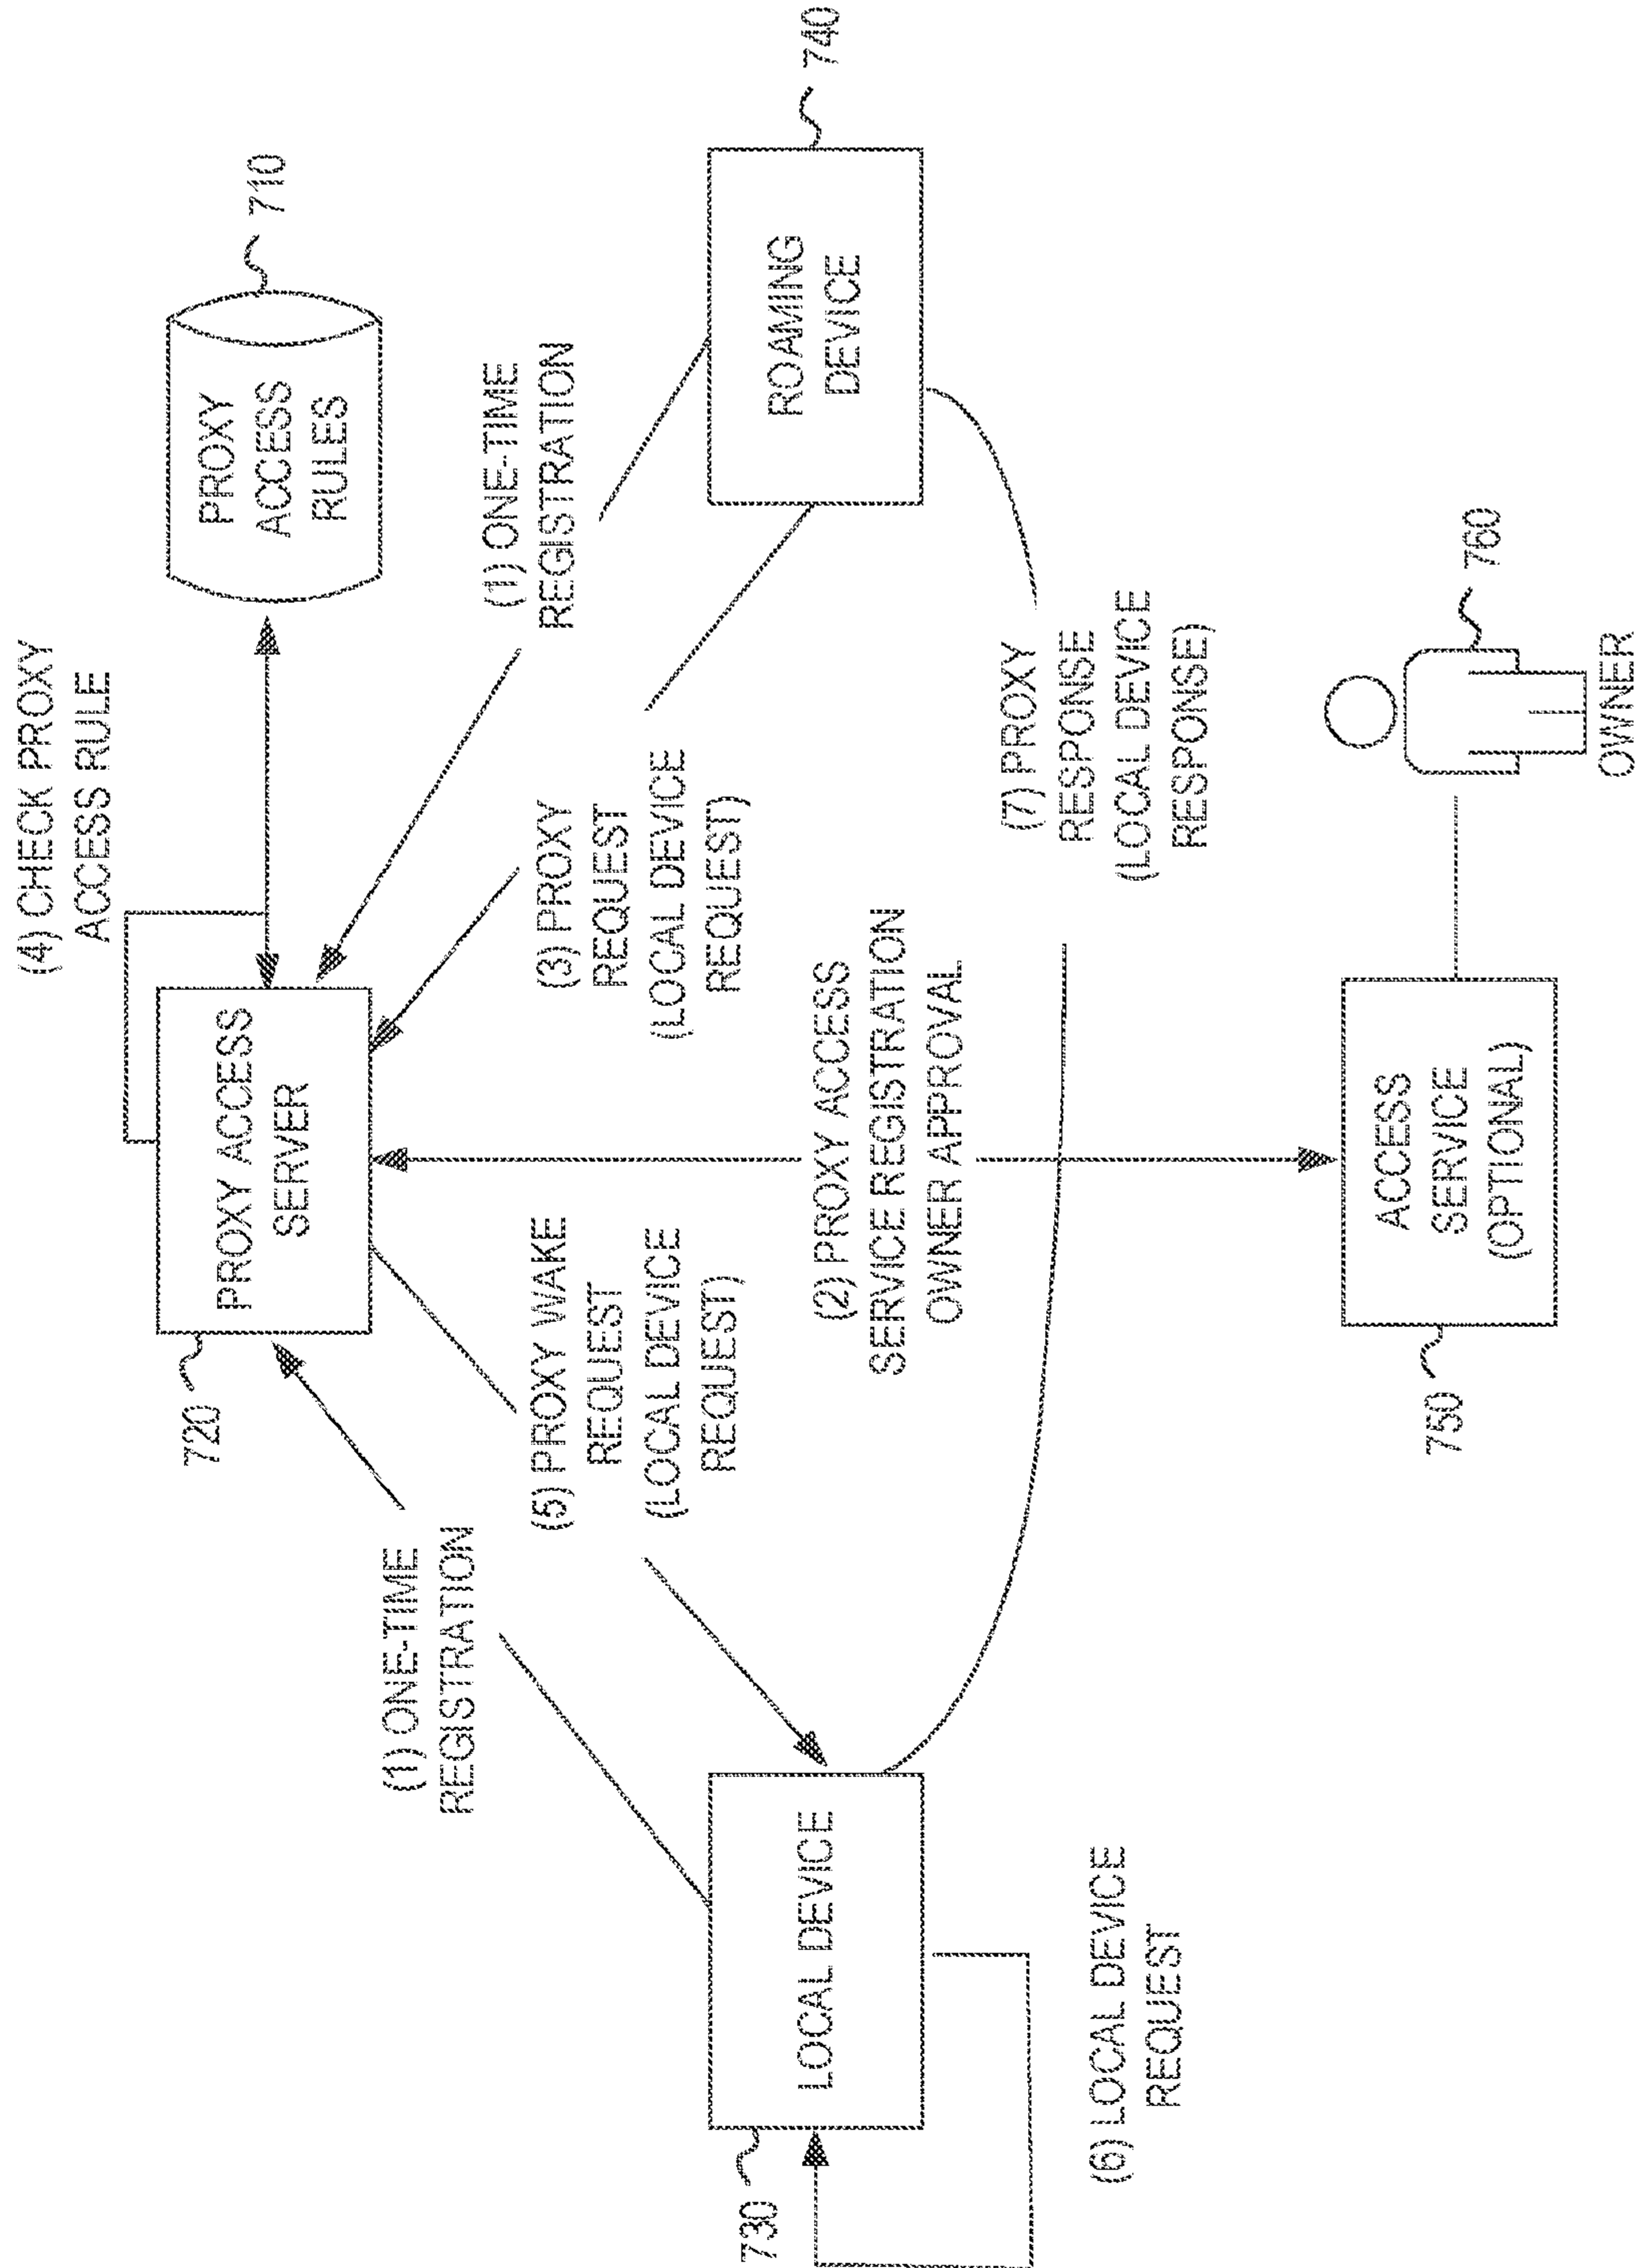 (4) CHECK PROXY
ACCESS RULE
720
PROXY ACCESS
SERVER
PROXY
ACCESS
RULES
710
(1) ONE-TIME
REGISTRATION
(1) ONE-TIME
REGISTRATION
(5) PROXY WAKE
REQUEST
(LOCAL DEVICE
REQUEST)
(3) PROXY
REQUEST
(LOCAL DEVICE
REQUEST)
730
LOCAL DEVICE
(2) PROXY ACCESS
SERVICE REGISTRATION
OWNER APPROVAL
ROAMING
DEVICE
740
(6) LOCAL DEVICE
REQUEST
(7) PROXY
RESPONSE
(LOCAL DEVICE
RESPONSE)
750
ACCESS
SERVICE
(OPTIONAL)
760
OWNER